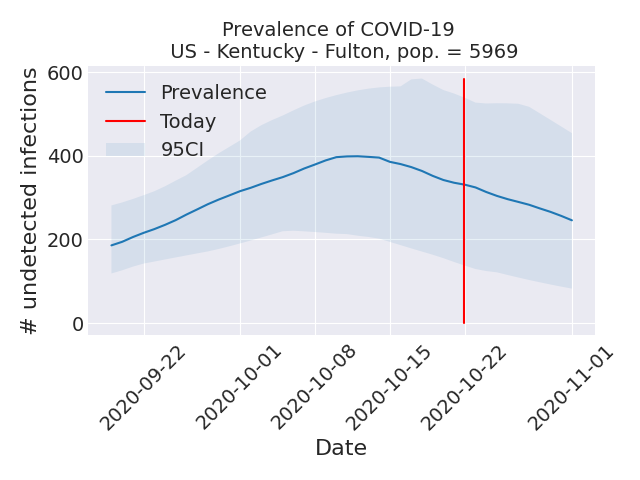 Prevalence of COVID-19
US - Kentucky - Fulton, pop. = 5969
# undetected infections
600
400
200
0
Prevalence
Today
95CI
2020-09-22
2020-10-01
2020-10-08
2020-10-15
2020-10-22
2020-11-01
Date